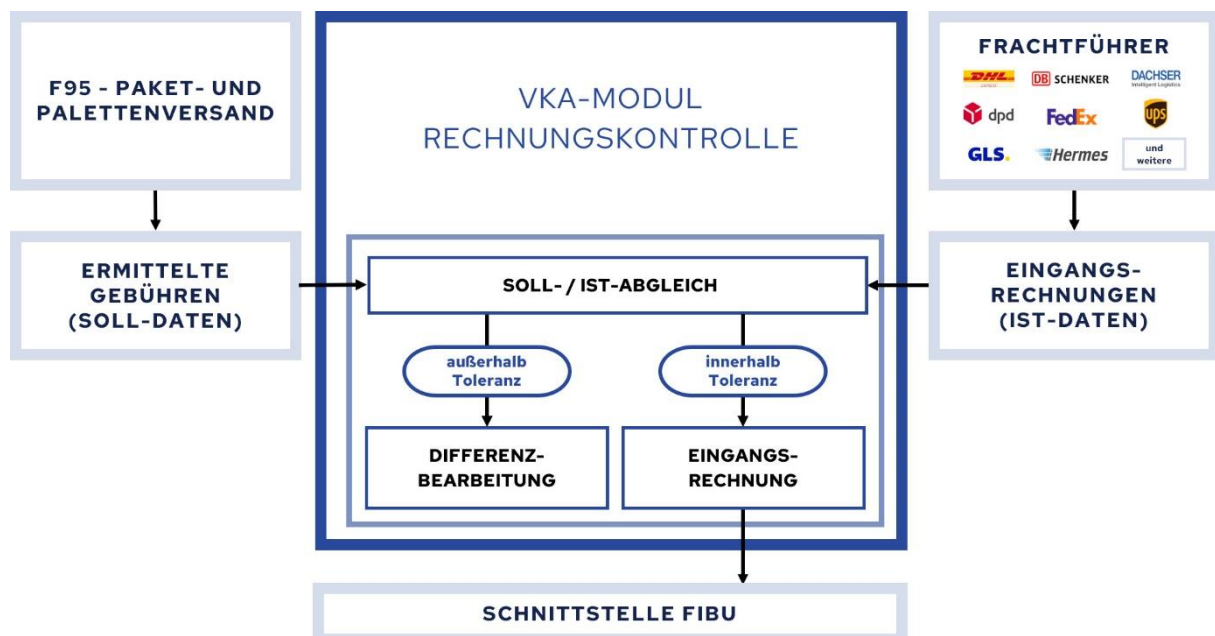 F95 - PAKET- UND
PALETTENVERSAND
ERMITTELTE
GEBÜHREN
(SOLL-DATEN)
VKA-MODUL
RECHNUNGSKONTROLLE
SOLL- / IST-ABGLEICH
außerhalb
Toleranz
innerhalb
Toleranz
DIFFERENZ-
BEARBEITUNG
EINGANGS-
RECHNUNG
FRACHTFÜHRER
DHL
DB SCHENKER
DACHSER
Intelligent Logistics
dpd
FedEx
ups
GLS.
Hermes
und
weitere
EINGANGS-
RECHNUNGEN
(IST-DATEN)
SCHNITTSTELLE FIBU